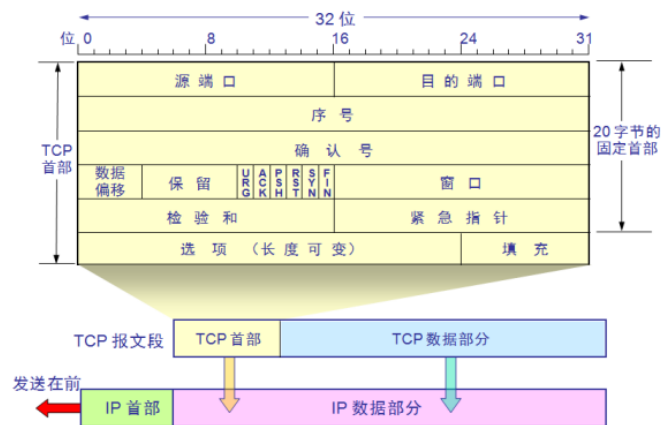 32 位
位 0 8 16 24 31
源端口 目的端口
序号
TCP
首部
20 字节的
固定首部
确认号
数据
偏移
保留
URG ACK PSH RST SYN FIN
窗口
检验和 紧急指针
选项 (长度可变) 填充
TCP 报文段 TCP 首部 TCP 数据部分
发送在前
IP 首部 IP 数据部分